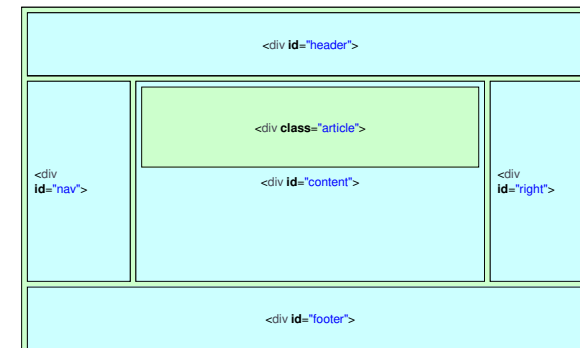 <div id="header">
<div
id="nav">
<div class="article">
<div id="content">
<div
id="right">
<div id="footer">